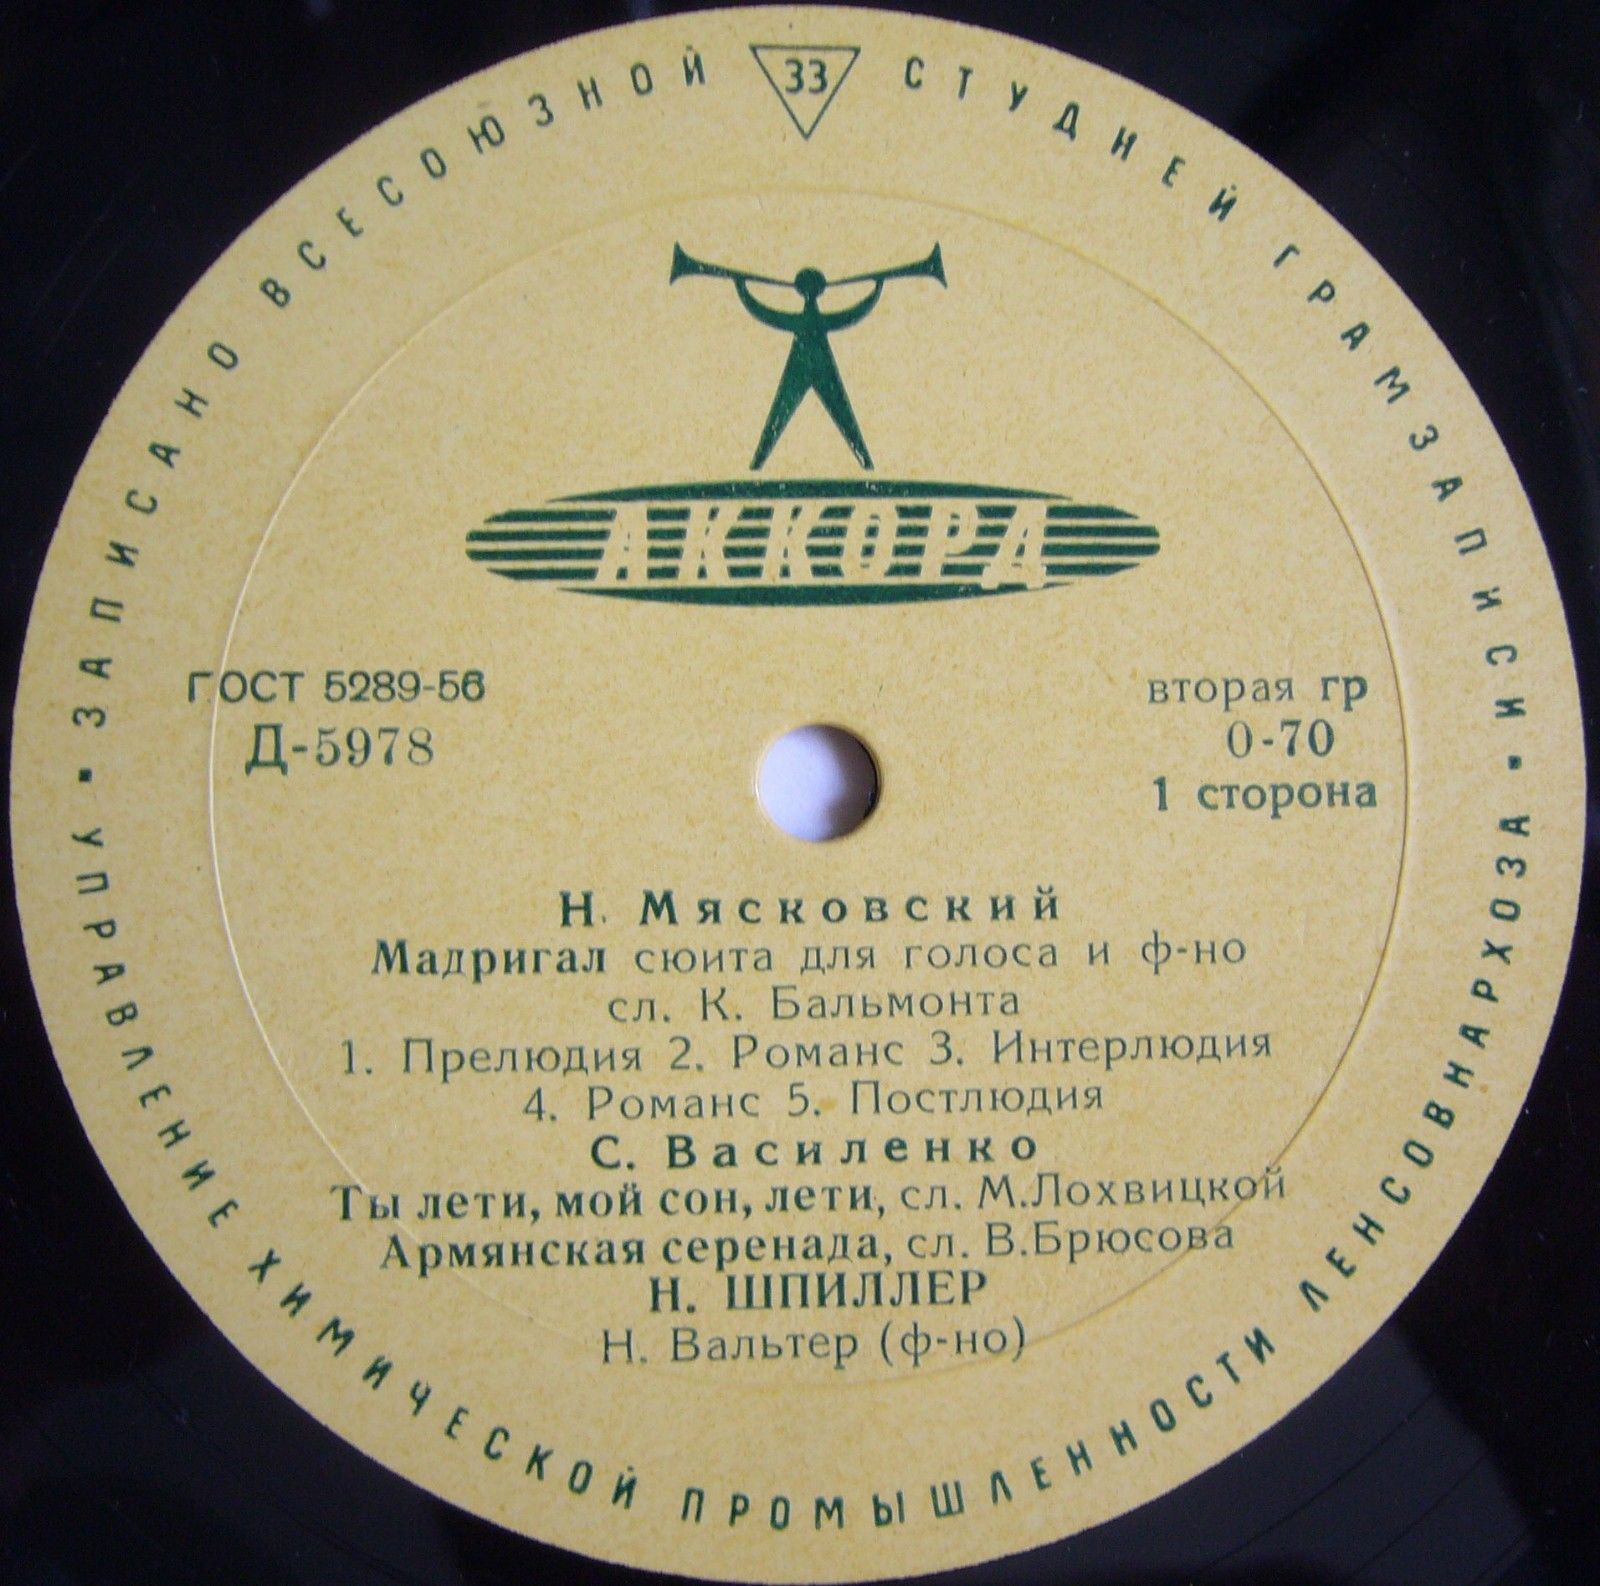 ЗАПИСАНО ВСЕСОЮЗНОЙ СТУДИЕЙ ГРАМЗАПИСИ
33
АККОРД
ГОСТ 5289-56
Д-5978
вторая гр
0-70
1 сторона
Н. Мясковский
Мадригал сюита для голоса и ф-но
сл. К. Бальмонта
1. Прелюдия 2. Романс 3. Интерлюдия
4. Романс 5. Постлюдия
С. Василенко
Ты лети, мой сон, лети, сл. М.Лохвицкой
Армянская серенада, сл. В.Брюсова
Н. ШПИЛЛЕР
Н. Вальтер (ф-но)
УПРАВЛЕНИЕ ХИМИЧЕСКОЙ ПРОМЫШЛЕННОСТИ ЛЕНСОВНАРХОЗА